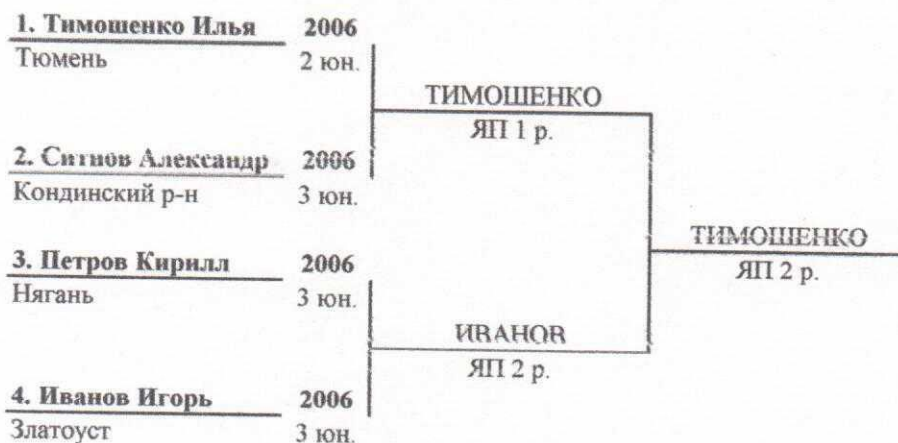 1. Тимошенко Илья 2006
Тюмень 2 юн.
ТИМОШЕНКО
ЯП 1 р.
2. Ситнов Александр 2006
Кондинский р-н 3 юн.
ТИМОШЕНКО
ЯП 2 р.
3. Петров Кирилл 2006
Нягань 3 юн.
ИВАНОВ
ЯП 2 р.
4. Иванов Игорь 2006
Златоуст 3 юн.